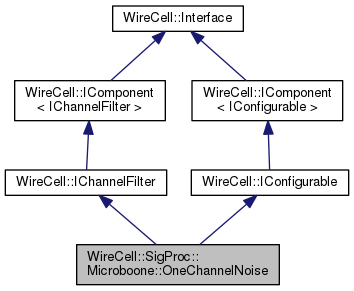 WireCell::Interface
WireCell::IComponent
< IChannelFilter >
WireCell::IComponent
< IConfigurable >
WireCell::IChannelFilter
WireCell::IConfigurable
WireCell::SigProc::
Microboone::OneChannelNoise